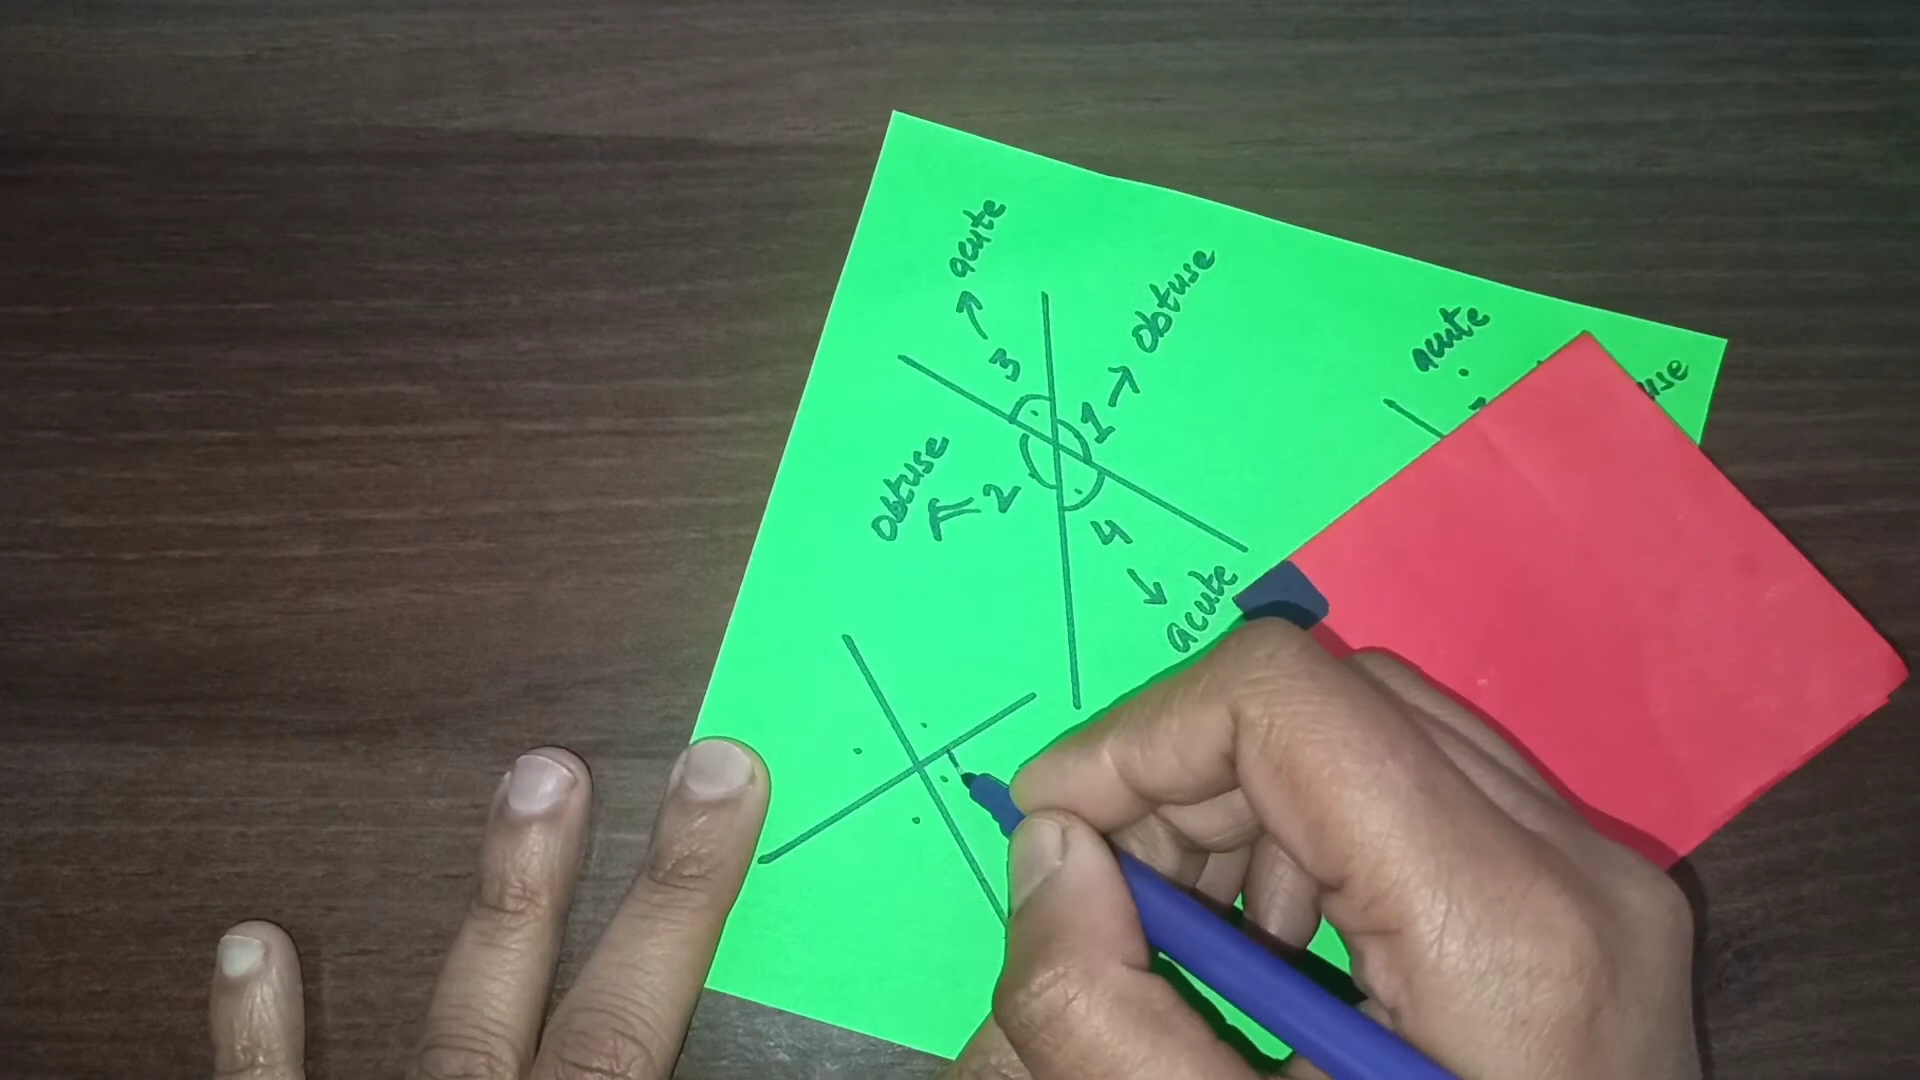 3 → acute
1 → obtuse
2 → obtuse
4 → acute
acute